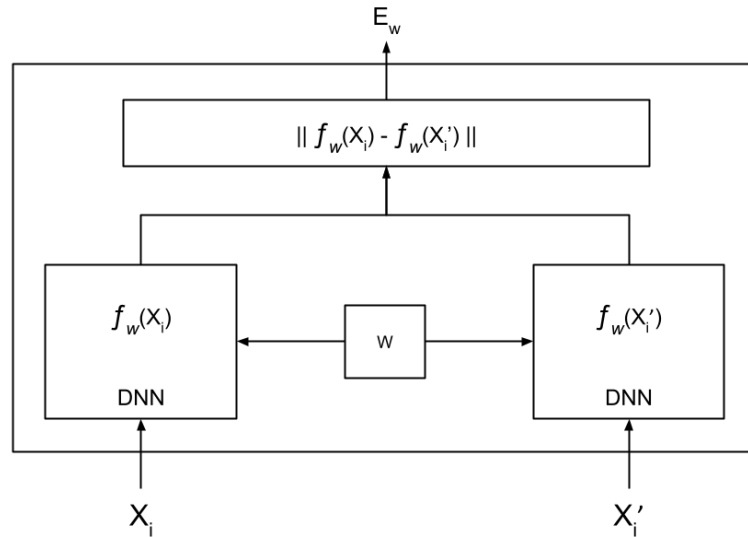 E_w
|| f_w(X_i) - f_w(X_i′) ||
f_w(X_i)
f_w(X_i′)
w
DNN
DNN
X_i
X_i′